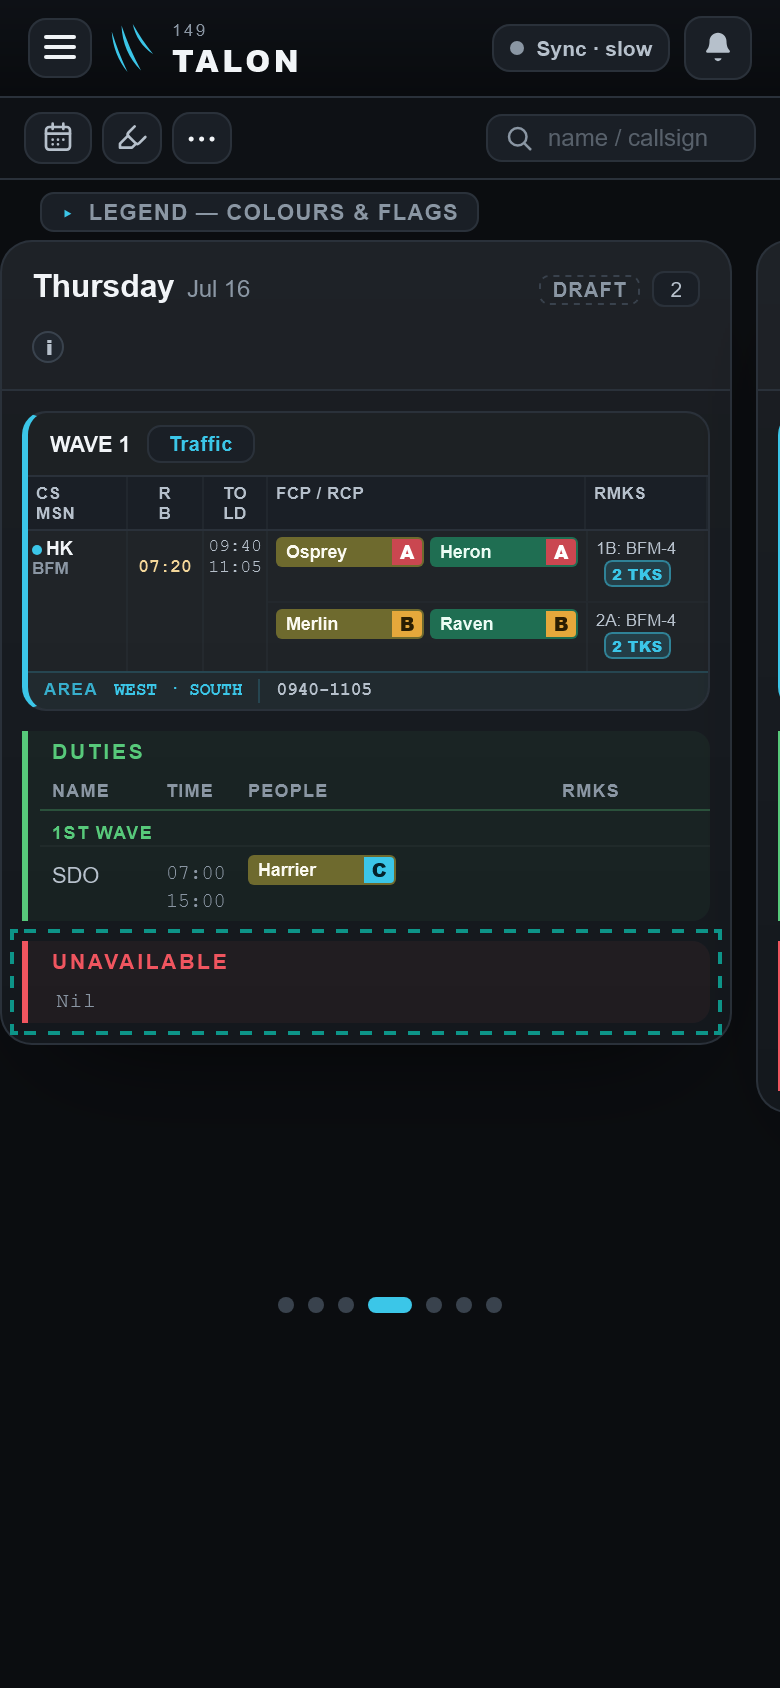 149
TALON
Sync · slow
name / callsign
LEGEND — COLOURS & FLAGS
Thursday Jul 16
DRAFT 2
i
WAVE 1 Traffic
CS R TO FCP / RCP RMKS
MSN B LD
HK 09:40 Osprey A Heron A 1B: BFM-4
BFM 07:20 11:05 2 TKS
Merlin B Raven B 2A: BFM-4
2 TKS
AREA WEST · SOUTH 0940–1105
DUTIES
NAME TIME PEOPLE RMKS
1ST WAVE
SDO 07:00 Harrier C
15:00
UNAVAILABLE
Nil